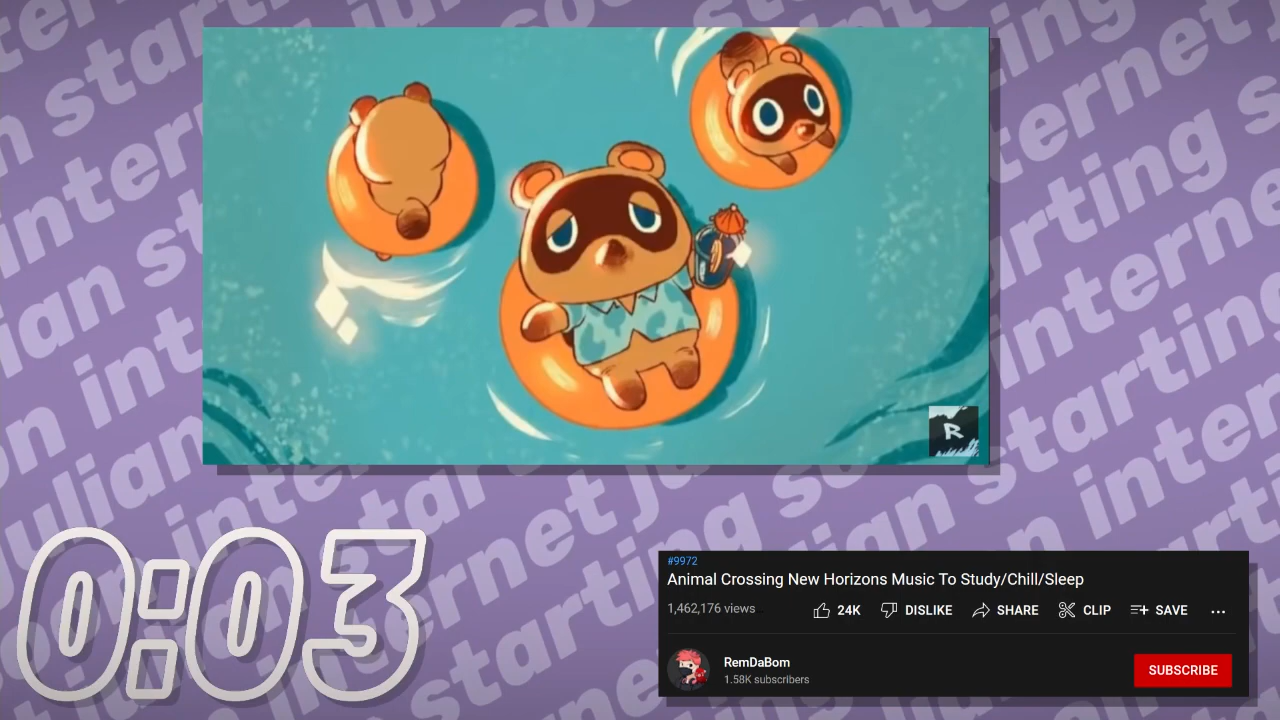 R
0:03
#9972
Animal Crossing New Horizons Music To Study/Chill/Sleep
1,462,176 views
24K
DISLIKE
SHARE
CLIP
SAVE
...
RemDaBom
1.58K subscribers
SUBSCRIBE
starting soon
julian internet